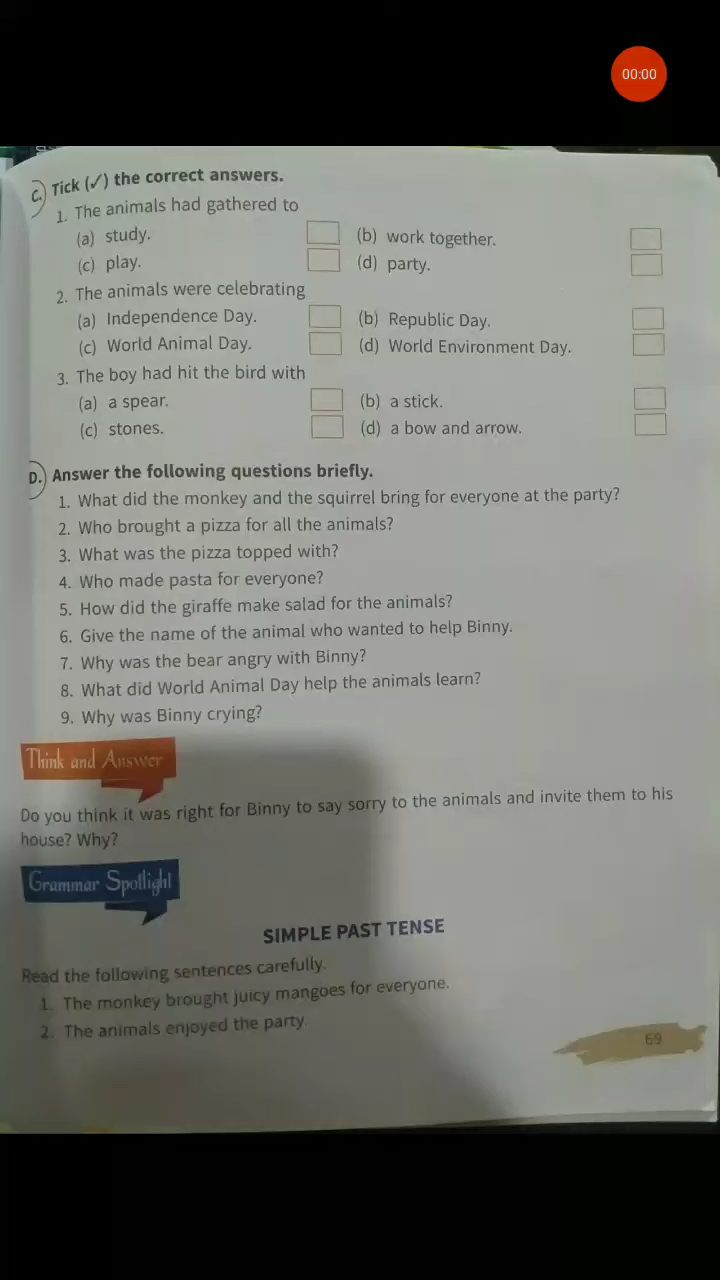 00:00
C. Tick (✓) the correct answers.
1. The animals had gathered to
(a) study. (b) work together.
(c) play. (d) party.
2. The animals were celebrating
(a) Independence Day. (b) Republic Day.
(c) World Animal Day. (d) World Environment Day.
3. The boy had hit the bird with
(a) a spear. (b) a stick.
(c) stones. (d) a bow and arrow.
D. Answer the following questions briefly.
1. What did the monkey and the squirrel bring for everyone at the party?
2. Who brought a pizza for all the animals?
3. What was the pizza topped with?
4. Who made pasta for everyone?
5. How did the giraffe make salad for the animals?
6. Give the name of the animal who wanted to help Binny.
7. Why was the bear angry with Binny?
8. What did World Animal Day help the animals learn?
9. Why was Binny crying?
Think and Answer
Do you think it was right for Binny to say sorry to the animals and invite them to his
house? Why?
Grammar Spotlight
SIMPLE PAST TENSE
Read the following sentences carefully.
1. The monkey brought juicy mangoes for everyone.
2. The animals enjoyed the party.
69